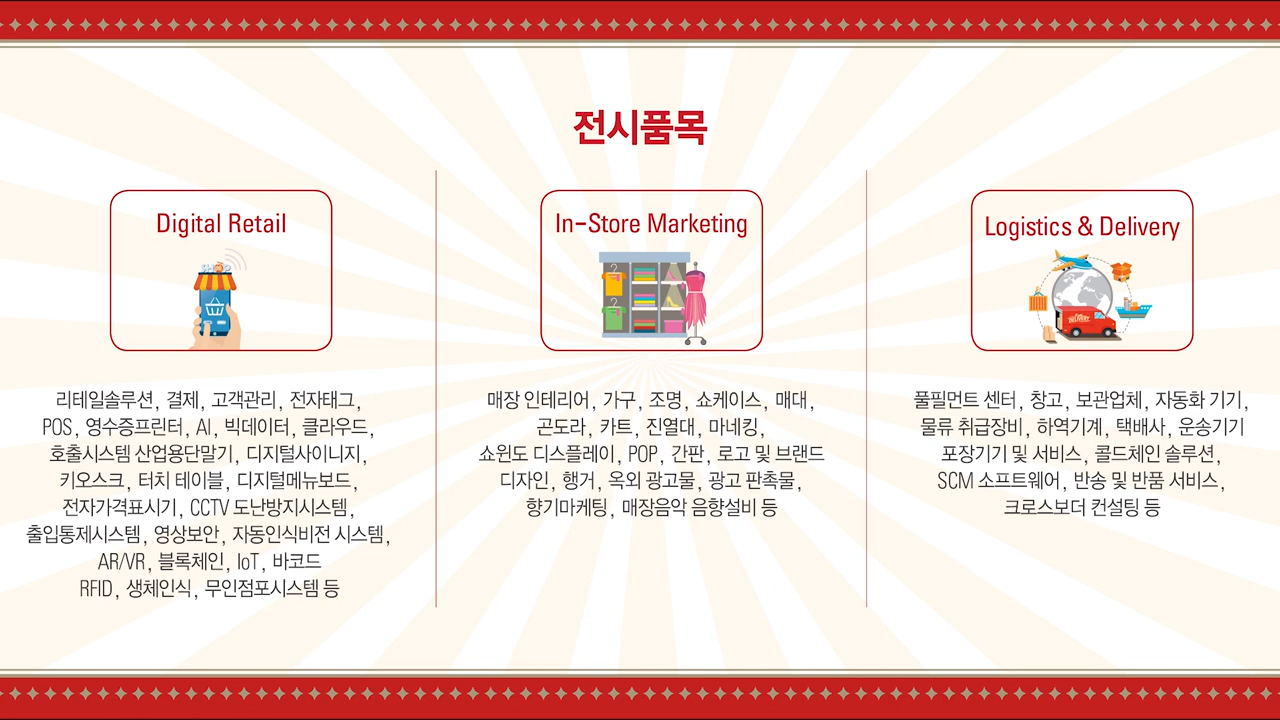 전시품목
Digital Retail
리테일솔루션, 결제, 고객관리, 전자태그,
POS, 영수증프린터, AI, 빅데이터, 클라우드,
호출시스템 산업용단말기, 디지털사이니지,
키오스크, 터치 테이블, 디지털메뉴보드,
전자가격표시기, CCTV 도난방지시스템,
출입통제시스템, 영상보안, 자동인식비전 시스템,
AR/VR, 블록체인, IoT, 바코드
RFID, 생체인식, 무인점포시스템 등
In-Store Marketing
매장 인테리어, 가구, 조명, 쇼케이스, 매대,
곤도라, 카트, 진열대, 마네킹,
쇼윈도 디스플레이, POP, 간판, 로고 및 브랜드
디자인, 행거, 옥외 광고물, 광고 판촉물,
향기마케팅, 매장음악 음향설비 등
Logistics & Delivery
DELIVERY
풀필먼트 센터, 창고, 보관업체, 자동화 기기,
물류 취급장비, 하역기계, 택배사, 운송기기
포장기기 및 서비스, 콜드체인 솔루션,
SCM 소프트웨어, 반송 및 반품 서비스,
크로스보더 컨설팅 등